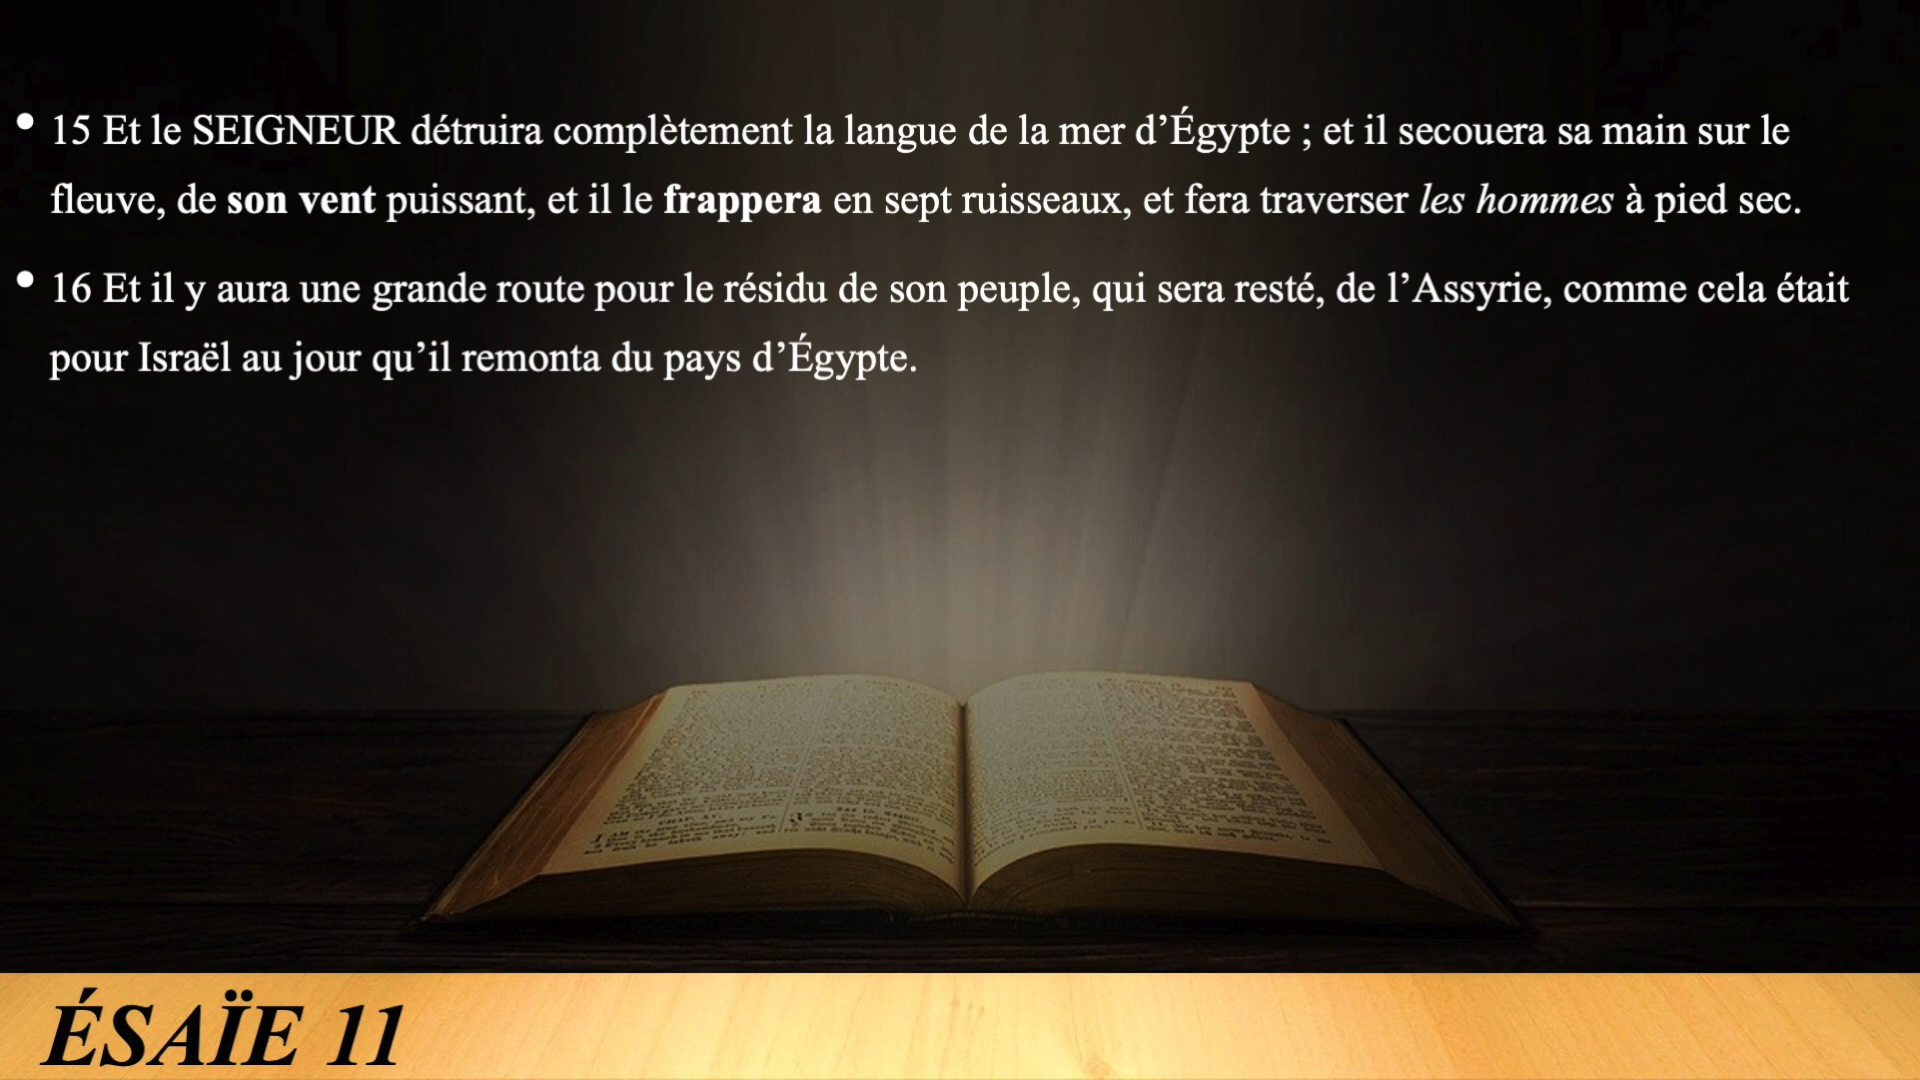 • 15 Et le SEIGNEUR détruira complètement la langue de la mer d’Égypte ; et il secouera sa main sur le
fleuve, de son vent puissant, et il le frappera en sept ruisseaux, et fera traverser les hommes à pied sec.
• 16 Et il y aura une grande route pour le résidu de son peuple, qui sera resté, de l’Assyrie, comme cela était
pour Israël au jour qu’il remonta du pays d’Égypte.
ÉSAÏE 11